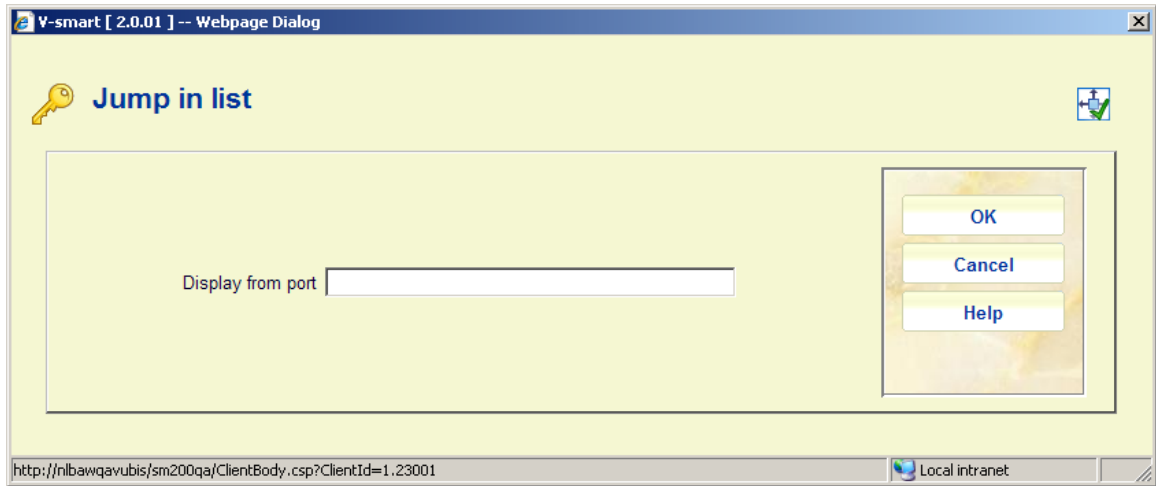 V-smart [ 2.0.01 ] -- Webpage Dialog
Jump in list
OK
Cancel
Display from port
Help
http://nlbawqavubis/sm200qa/ClientBody.csp?ClientId=1.23001
Local intranet